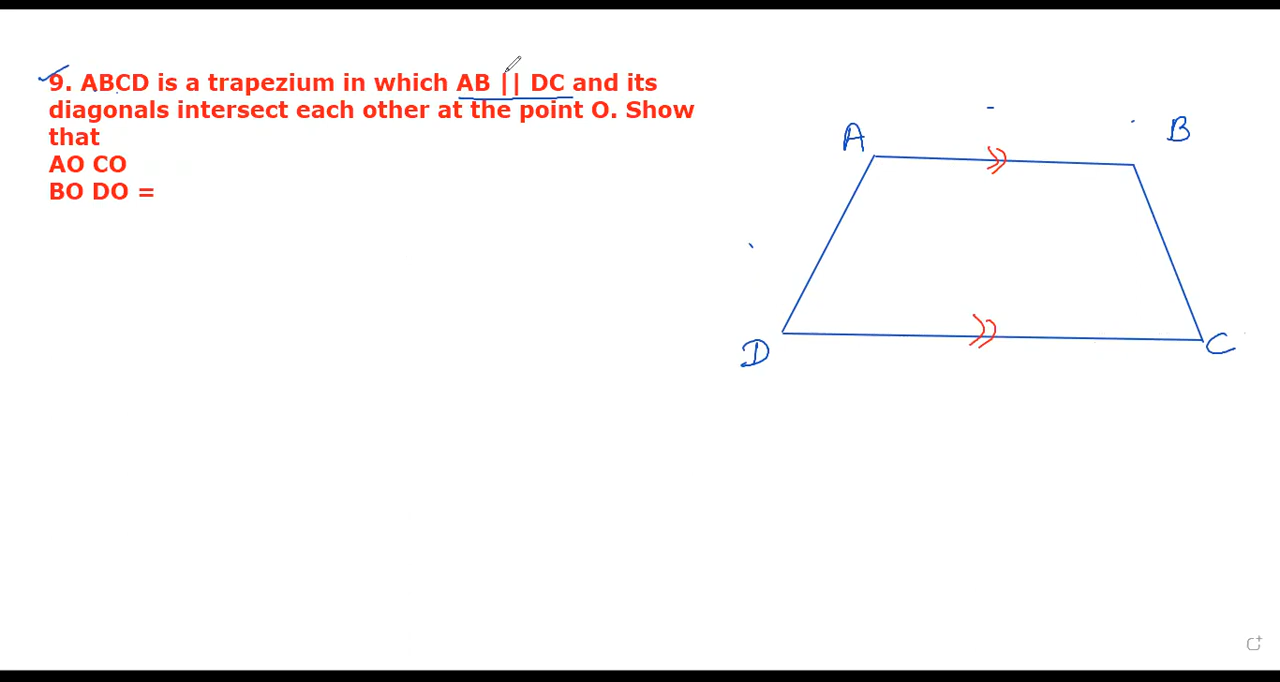 9. ABCD is a trapezium in which AB || DC and its
diagonals intersect each other at the point O. Show
that
AO CO
BO DO =
A
B
D
C